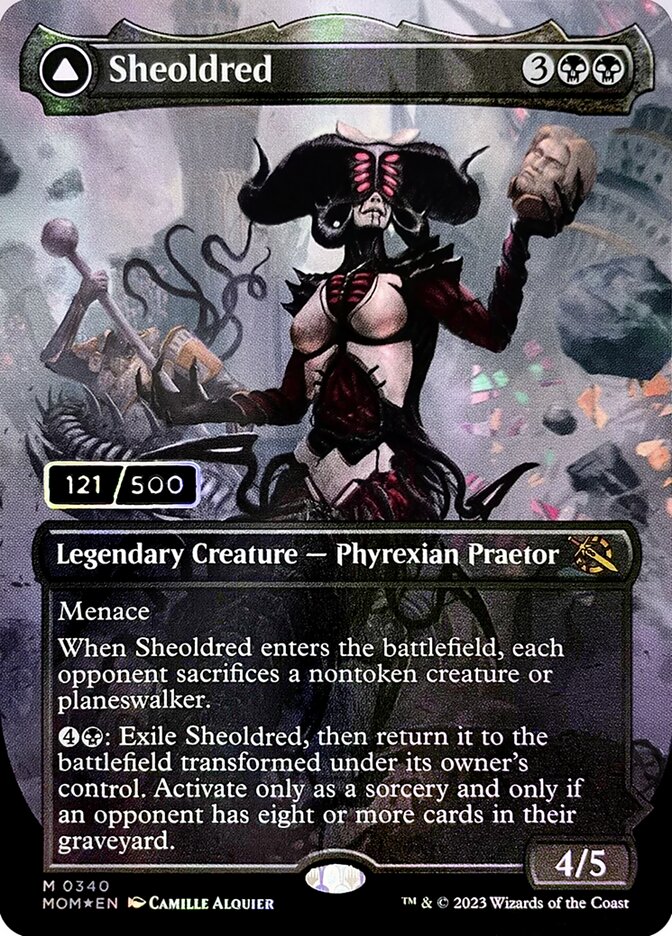 Sheoldred 3
121/500
Legendary Creature — Phyrexian Praetor
Menace
When Sheoldred enters the battlefield, each
opponent sacrifices a nontoken creature or
planeswalker.
4: Exile Sheoldred, then return it to the
battlefield transformed under its owner's
control. Activate only as a sorcery and only if
an opponent has eight or more cards in their
graveyard.
4/5
M 0340
MOM★EN CAMILLE ALQUIER
™ & © 2023 Wizards of the Coast